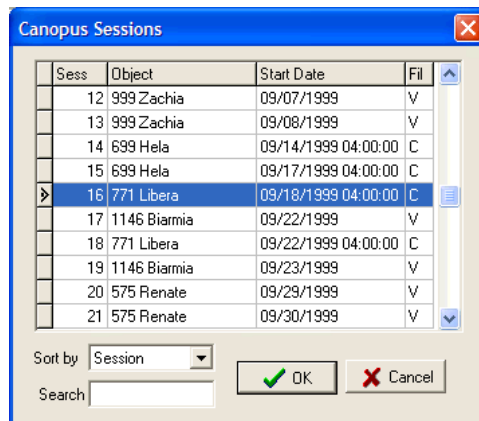 Canopus Sessions
Sess Object Start Date Fil
12 999 Zachia 09/07/1999 V
13 999 Zachia 09/08/1999 V
14 699 Hela 09/14/1999 04:00:00 C
15 699 Hela 09/17/1999 04:00:00 C
16 771 Libera 09/18/1999 04:00:00 C
17 1146 Biarmia 09/22/1999 V
18 771 Libera 09/22/1999 04:00:00 C
19 1146 Biarmia 09/23/1999 V
20 575 Renate 09/29/1999 V
21 575 Renate 09/30/1999 V
Sort by Session
OK Cancel
Search